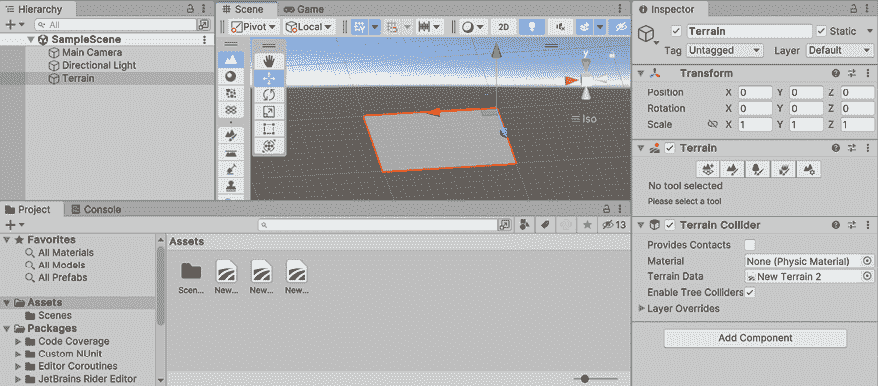 Hierarchy
All
SampleScene
Main Camera
Directional Light
Terrain
Scene
Game
Pivot
Local
2D
y
Iso
Project
Console
13
Favorites
All Materials
All Models
All Prefabs
Assets
Scenes
Packages
Code Coverage
Custom NUnit
Editor Coroutines
JetBrains Rider Editor
Assets
Scen...
New...
New...
New...
Inspector
Terrain
Static
Tag Untagged Layer Default
Transform
Position X 0 Y 0 Z 0
Rotation X 0 Y 0 Z 0
Scale X 1 Y 1 Z 1
Terrain
No tool selected
Please select a tool
Terrain Collider
Provides Contacts
Material None (Physic Material)
Terrain Data New Terrain 2
Enable Tree Colliders
Layer Overrides
Add Component